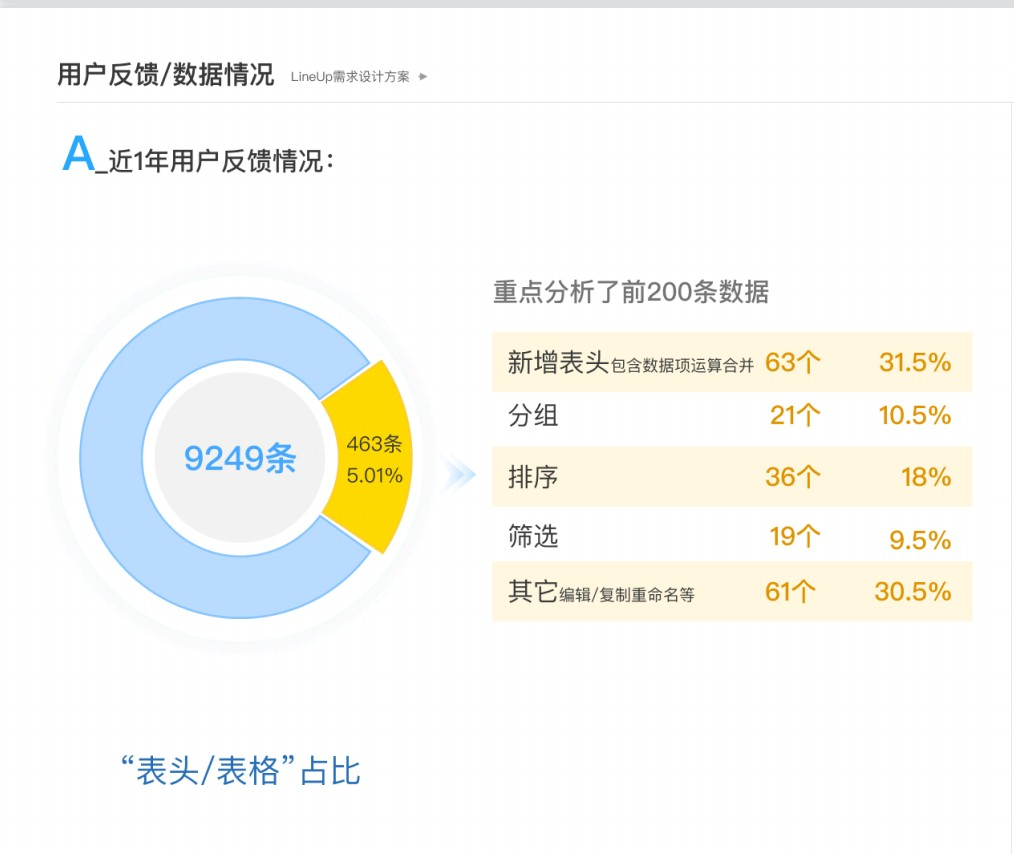 用户反馈/数据情况 LineUp需求设计方案
A_近1年用户反馈情况：
9249条
463条
5.01%
“表头/表格”占比
重点分析了前200条数据
新增表头包含数据项运算合并 63个 31.5%
分组 21个 10.5%
排序 36个 18%
筛选 19个 9.5%
其它编辑/复制重命名等 61个 30.5%